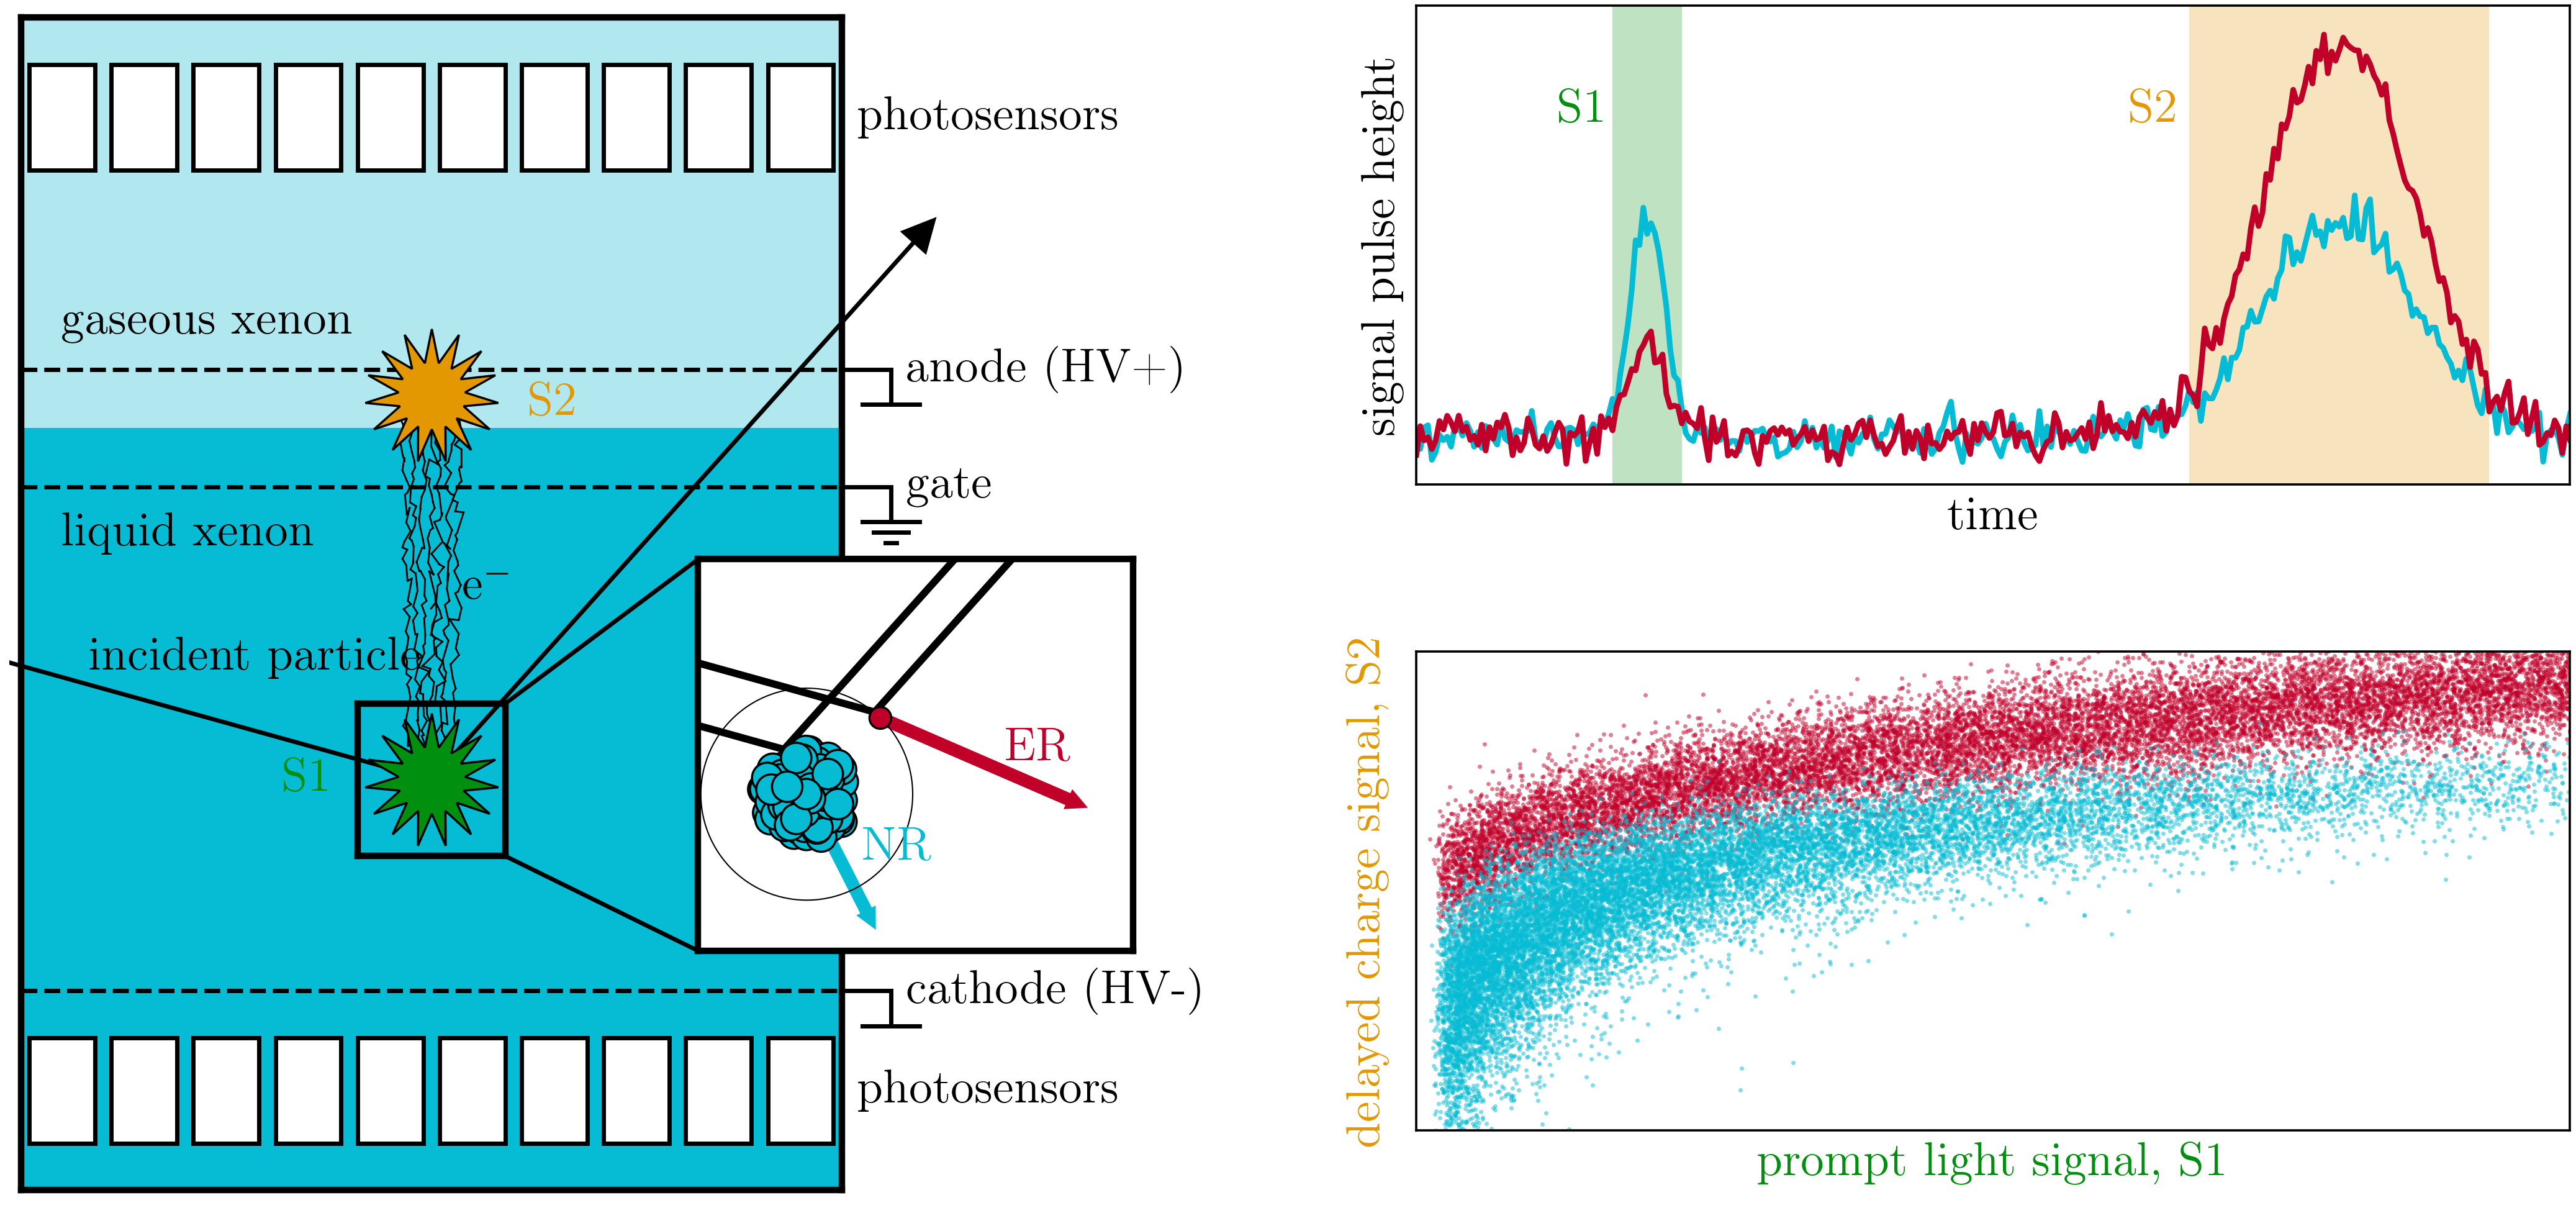 photosensors
gaseous xenon
anode (HV+)
S2
gate
liquid xenon
e⁻
incident particle
S1
ER
NR
cathode (HV-)
photosensors
signal pulse height
S1
S2
time
delayed charge signal, S2
prompt light signal, S1